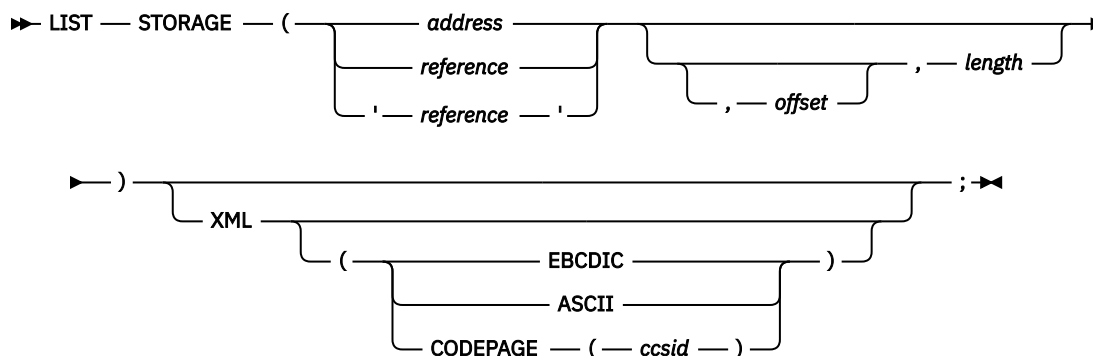 LIST STORAGE ( address
reference
' reference '
, length
, offset
) ;
XML
( EBCDIC )
ASCII
CODEPAGE ( ccsid )